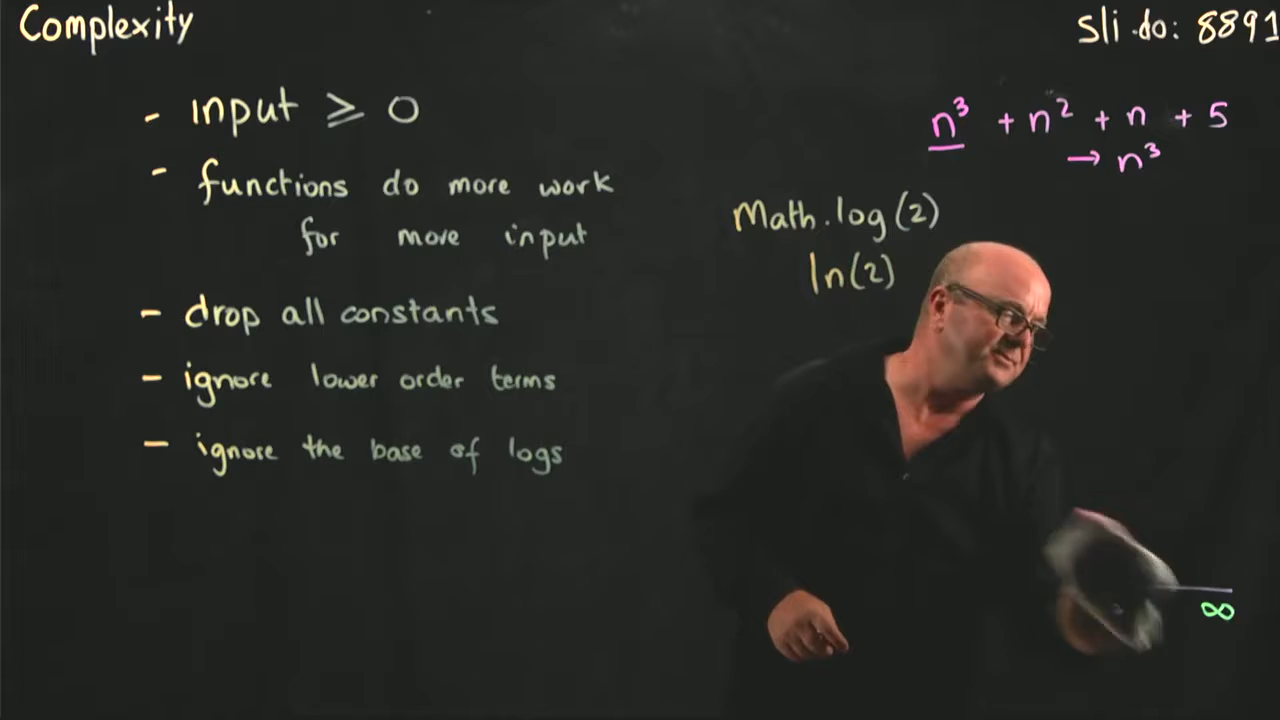 Complexity
sli.do: 8891
- input ≥ 0
- functions do more work
for more input
- drop all constants
- ignore lower order terms
- ignore the base of logs
n³ + n² + n + 5
→ n³
Math.log(2)
ln(2)
∞